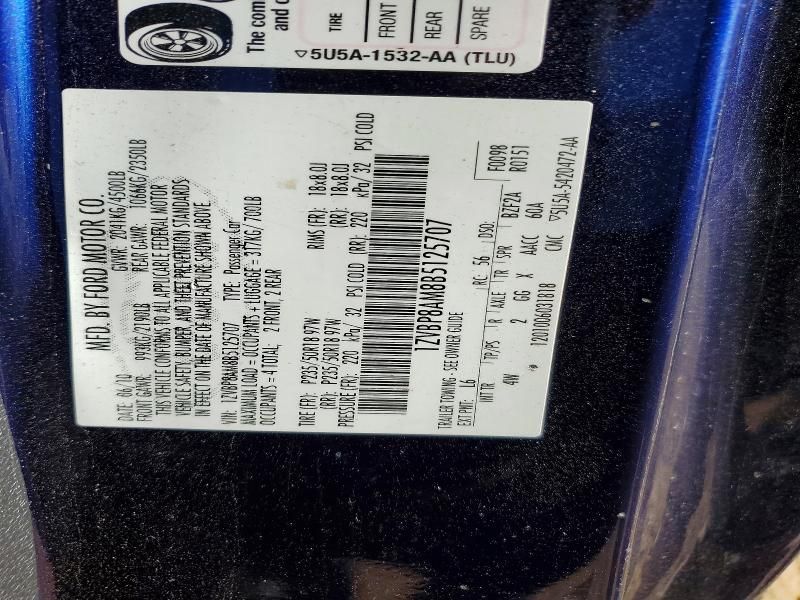 The com
and c
TIRE
FRONT
REAR
SPARE
5U5A-1532-AA (TLU)
MFD. BY FORD MOTOR CO.
DATE: 06/10 GVWR: 2041KG/4500LB
FRONT GAWR: 993KG/2190LB REAR GAWR: 1066KG/2350LB
THIS VEHICLE CONFORMS TO ALL APPLICABLE FEDERAL MOTOR
VEHICLE SAFETY, BUMPER, AND THEFT PREVENTION STANDARDS
IN EFFECT ON THE DATE OF MANUFACTURE SHOWN ABOVE.
VIN: 1ZVBP8AM8B5125707 TYPE: Passenger Car
MAXIMUM LOAD = OCCUPANTS + LUGGAGE = 317KG/700LB
OCCUPANTS = 4 TOTAL; 2 FRONT, 2 REAR
TIRE (FR): P235/50R18 97W RIMS (FR): 18x8.0J
(RR): P235/50R18 97W (RR): 18x8.0J
PRESSURE (FR): 220 kPa/ 32 PSI COLD (RR): 220 kPa/ 32 PSI COLD
1ZVBP8AM8B5125707
TRAILER TOWING - SEE OWNER GUIDE
EXT PNT: L6 RC: 56 DSO: F0098
R0151
INT TR TP/PS R AXLE TR SPR BZF2A
4W 2 GG X AACC 60A
1201006031818 CMC 5U5A-5420472-AA